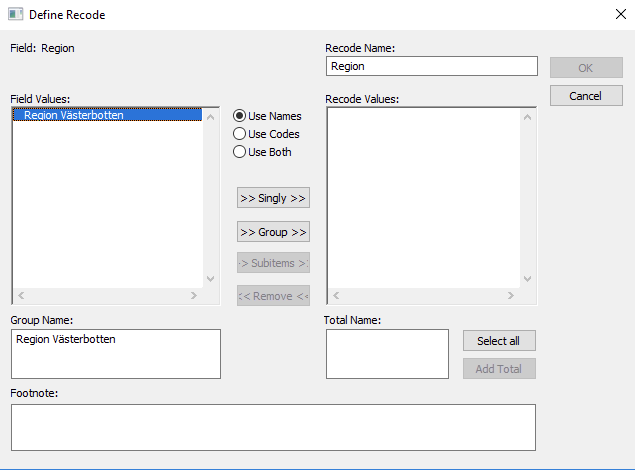 Define Recode
Field: Region
Recode Name:
Region
OK
Cancel
Field Values:
Region Västerbotten
Use Names
Use Codes
Use Both
Recode Values:
>> Singly >>
>> Group >>
> Subitems >
<< Remove <<
Group Name:
Region Västerbotten
Total Name:
Select all
Add Total
Footnote: